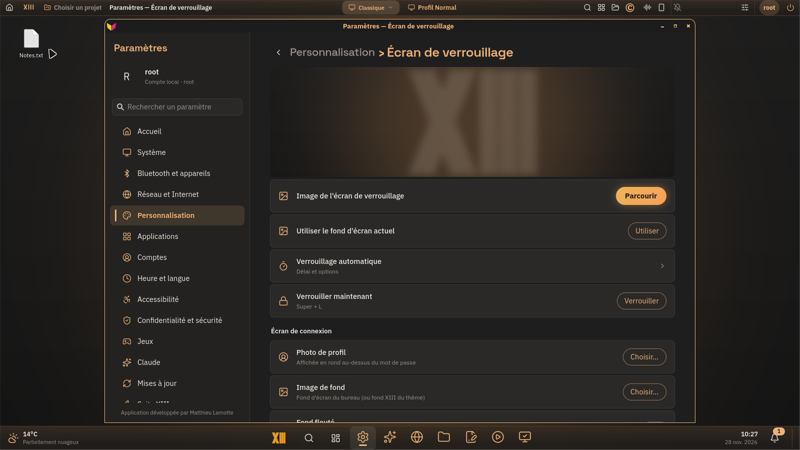 XIII Choisir un projet Paramètres — Écran de verrouillage Classique Profil Normal root
Notes.txt
Paramètres — Écran de verrouillage
Paramètres
R
root
Compte local · root
Rechercher un paramètre
Accueil
Système
Bluetooth et appareils
Réseau et Internet
Personnalisation
Applications
Comptes
Heure et langue
Accessibilité
Confidentialité et sécurité
Jeux
Claude
Mises à jour
Application développée par Matthieu Lamotte
Personnalisation > Écran de verrouillage
XIII
Image de l'écran de verrouillage
Parcourir
Utiliser le fond d'écran actuel
Utiliser
Verrouillage automatique
Délai et options
Verrouiller maintenant
Super + L
Verrouiller
Écran de connexion
Photo de profil
Affichée en rond au-dessus du mot de passe
Choisir...
Image de fond
Fond d'écran du bureau (ou fond XIII du thème)
Choisir...
14°C
Partiellement nuageux
XIII
10:27
28 nov. 2026
1